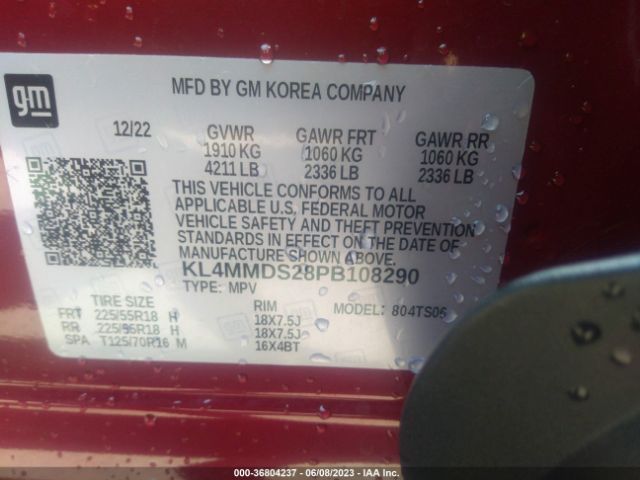 gm
MFD BY GM KOREA COMPANY
12/22 GVWR GAWR FRT GAWR RR
1910 KG 1060 KG 1060 KG
4211 LB 2336 LB 2336 LB
THIS VEHICLE CONFORMS TO ALL
APPLICABLE U.S. FEDERAL MOTOR
VEHICLE SAFETY AND THEFT PREVENTION
STANDARDS IN EFFECT ON THE DATE OF
MANUFACTURE SHOWN ABOVE.
KL4MMDS28PB108290
TYPE: MPV MODEL: 804TS06
TIRE SIZE RIM
FRT 225/55R18 H 18X7.5J
RR 225/55R18 H 18X7.5J
SPA T125/70R16 M 16X4BT
000-36804237 - 06/08/2023 - IAA Inc.